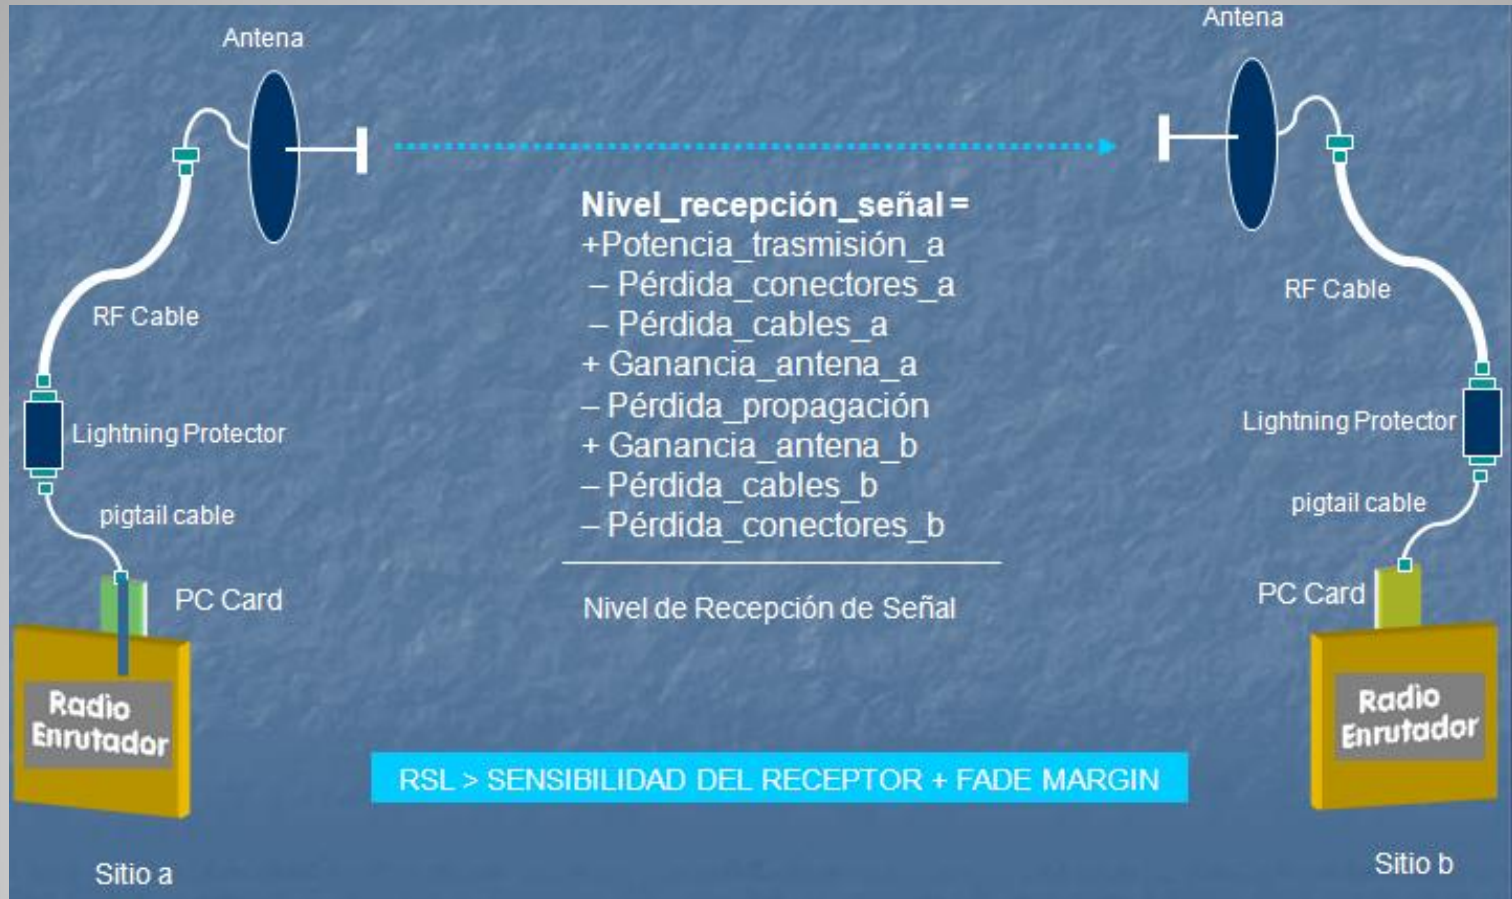 Antena
Antena
Nivel_recepción_señal =
+Potencia_trasmisión_a
– Pérdida_conectores_a
– Pérdida_cables_a
+ Ganancia_antena_a
– Pérdida_propagación
+ Ganancia_antena_b
– Pérdida_cables_b
– Pérdida_conectores_b
Nivel de Recepción de Señal
RF Cable
RF Cable
Lightning Protector
Lightning Protector
pigtail cable
pigtail cable
PC Card
PC Card
Radio
Enrutador
Radio
Enrutador
RSL > SENSIBILIDAD DEL RECEPTOR + FADE MARGIN
Sitio a
Sitio b